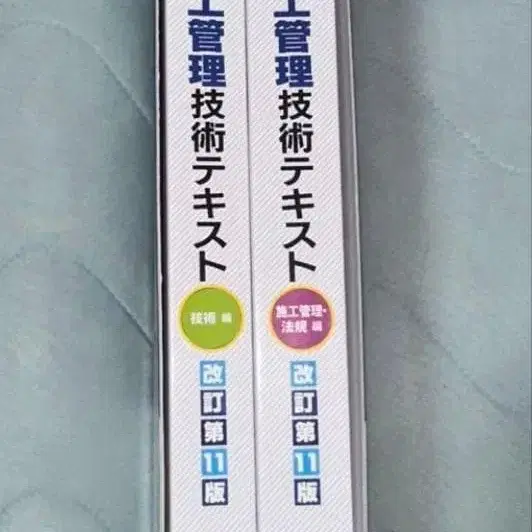 工管理技術テキスト
技術 編
改訂第11版
工管理技術テキスト
施工管理・
法規 編
改訂第11版